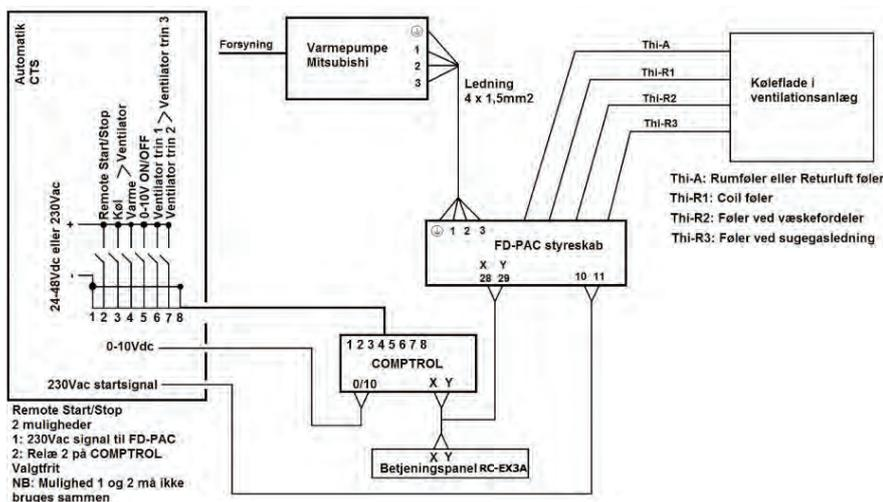 Automatik
CTS
24-48Vdc eller 230Vac
+
-
Remote Start/Stop
Køl
Varme > Ventilator
0-10V ON/OFF
Ventilator trin 1
Ventilator trin 2 > Ventilator trin 3
1 2 3 4 5 6 7 8
0-10Vdc
230Vac startsignal
Remote Start/Stop
2 muligheder
1: 230Vac signal til FD-PAC
2: Relæ 2 på COMPTROL
Valgtfrit
NB: Mulighed 1 og 2 må ikke
bruges sammen
Forsyning
Varmepumpe
Mitsubishi
1
2
3
Ledning
4 x 1,5mm2
Thi-A
Thi-R1
Thi-R2
Thi-R3
Køleflade i
ventilationsanlæg
Thi-A: Rumføler eller Returluft føler
Thi-R1: Coil føler
Thi-R2: Føler ved væskefordeler
Thi-R3: Føler ved sugegasledning
1 2 3
FD-PAC styreskab
X Y
28 29
10 11
1 2 3 4 5 6 7 8
COMPTROL
0/10 X Y
X Y
Betjeningspanel RC-EX3A